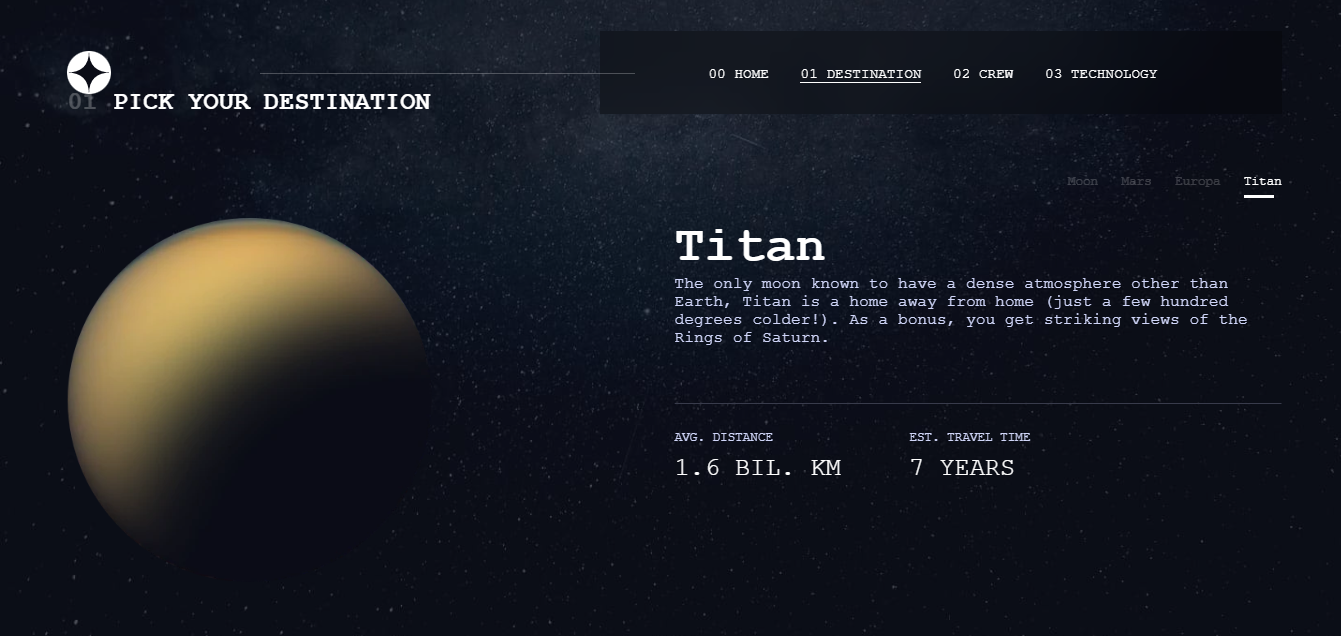 00 HOME 01 DESTINATION 02 CREW 03 TECHNOLOGY
01 PICK YOUR DESTINATION
Moon Mars Europa Titan
Titan
The only moon known to have a dense atmosphere other than
Earth, Titan is a home away from home (just a few hundred
degrees colder!). As a bonus, you get striking views of the
Rings of Saturn.
AVG. DISTANCE EST. TRAVEL TIME
1.6 BIL. KM 7 YEARS